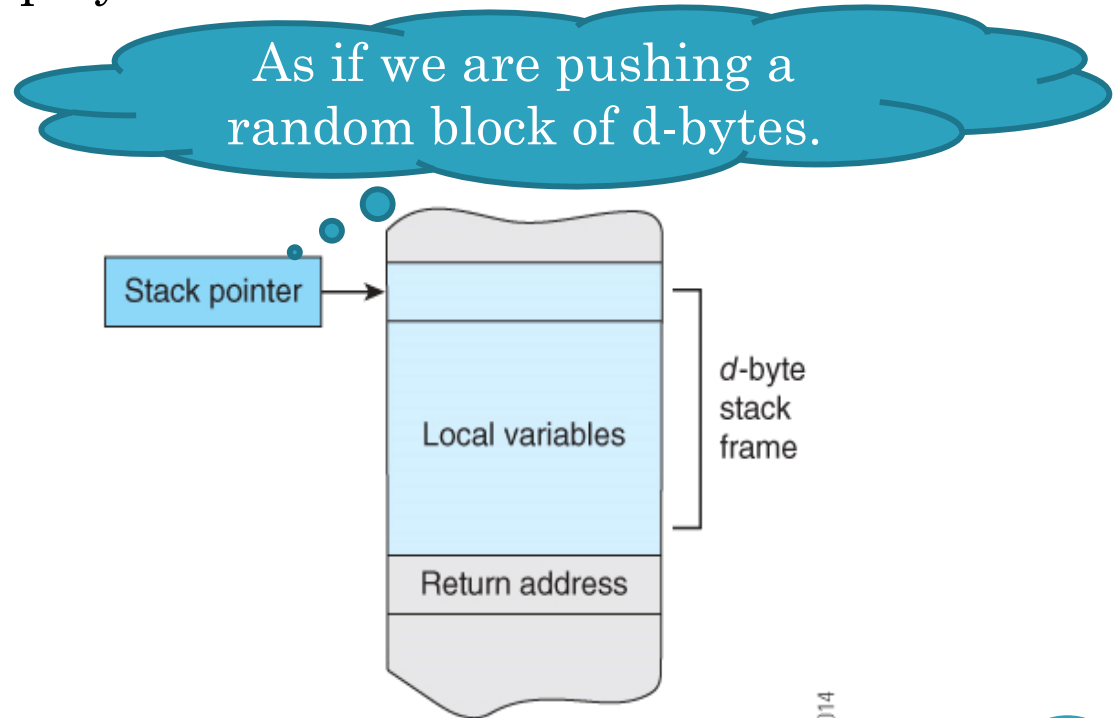 As if we are pushing a
random block of d-bytes.
Stack pointer
d-byte
stack
frame
Local variables
Return address